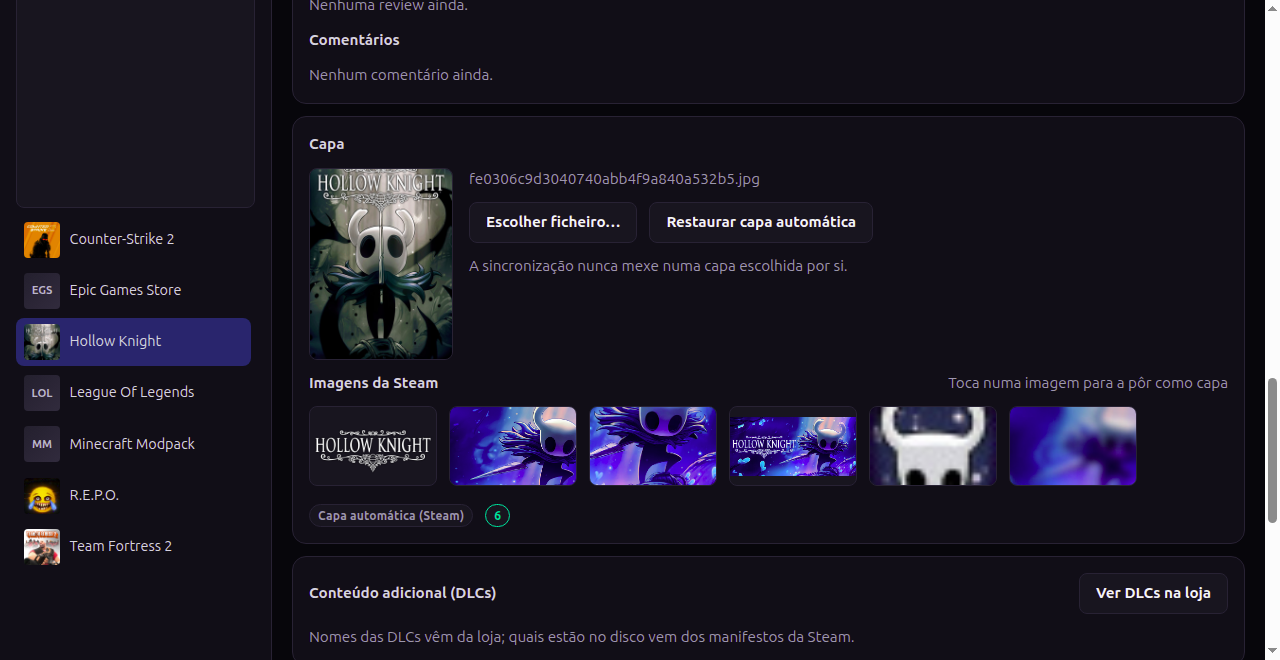 Nenhuma review ainda.
Comentários
Nenhum comentário ainda.
Capa
HOLLOW KNIGHT
fe0306c9d3040740abb4f9a840a532b5.jpg
Escolher ficheiro...
Restaurar capa automática
A sincronização nunca mexe numa capa escolhida por si.
Counter-Strike 2
EGS
Epic Games Store
Hollow Knight
LOL
League Of Legends
MM
Minecraft Modpack
R.E.P.O.
Team Fortress 2
Imagens da Steam
Toca numa imagem para a pôr como capa
HOLLOW KNIGHT
HOLLOW KNIGHT
Capa automática (Steam)
6
Conteúdo adicional (DLCs)
Ver DLCs na loja
Nomes das DLCs vêm da loja; quais estão no disco vem dos manifestos da Steam.